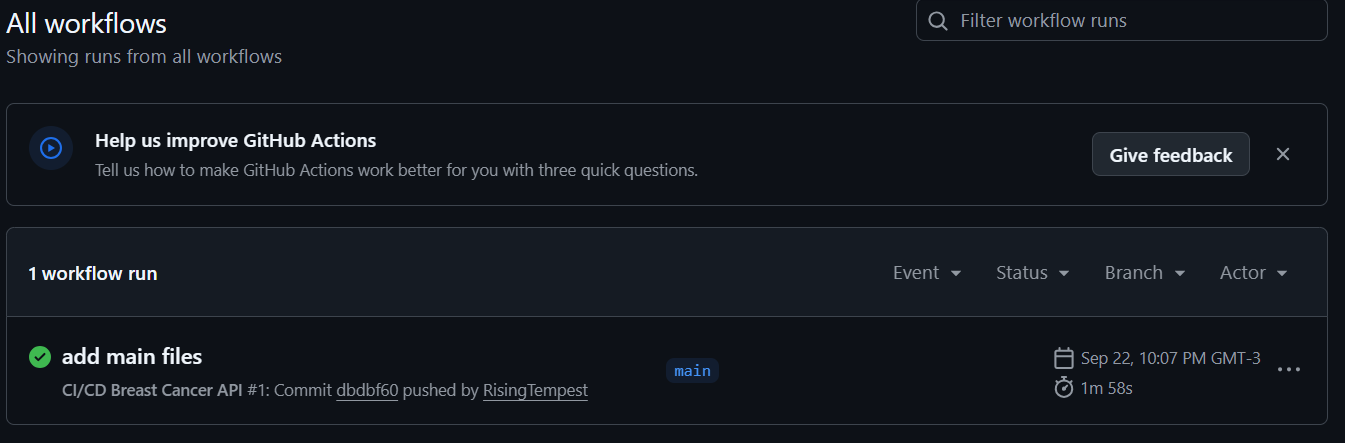 All workflows
Filter workflow runs
Showing runs from all workflows
Help us improve GitHub Actions
Tell us how to make GitHub Actions work better for you with three quick questions.
Give feedback
1 workflow run
Event
Status
Branch
Actor
add main files
CI/CD Breast Cancer API #1: Commit dbdbf60 pushed by RisingTempest
main
Sep 22, 10:07 PM GMT-3
1m 58s